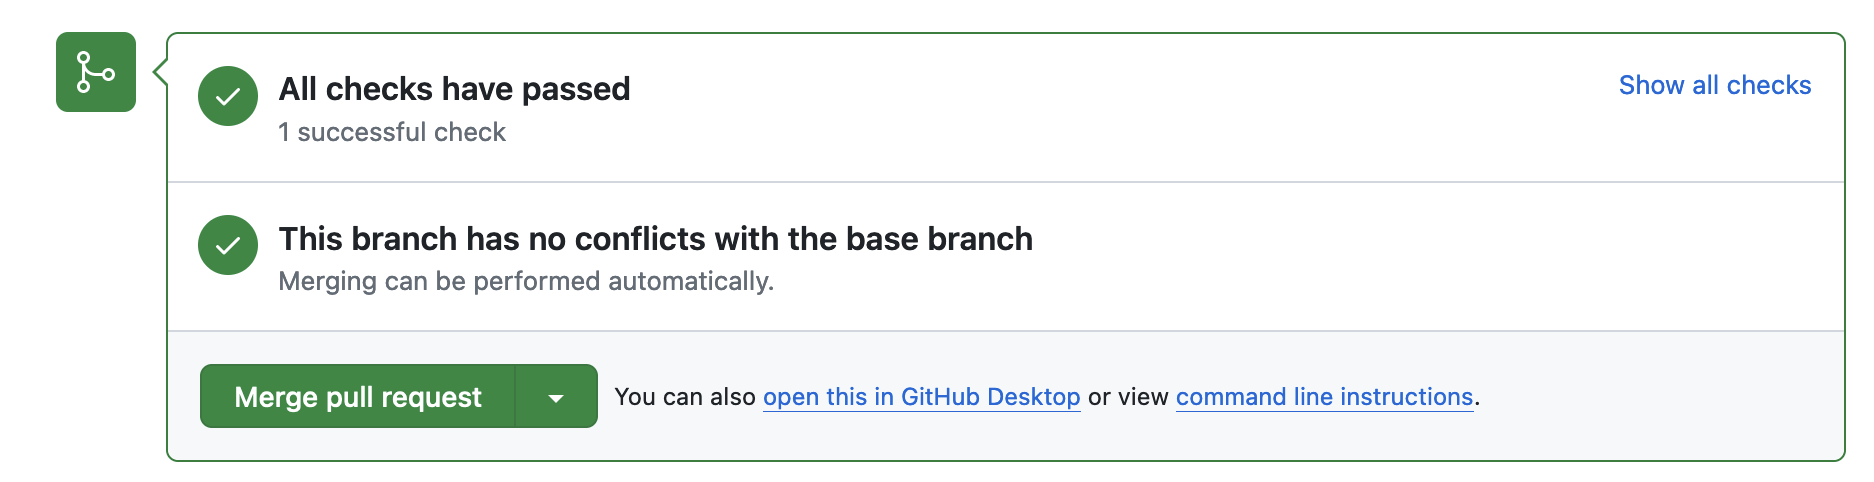 All checks have passed
Show all checks
1 successful check
This branch has no conflicts with the base branch
Merging can be performed automatically.
Merge pull request
You can also open this in GitHub Desktop or view command line instructions.